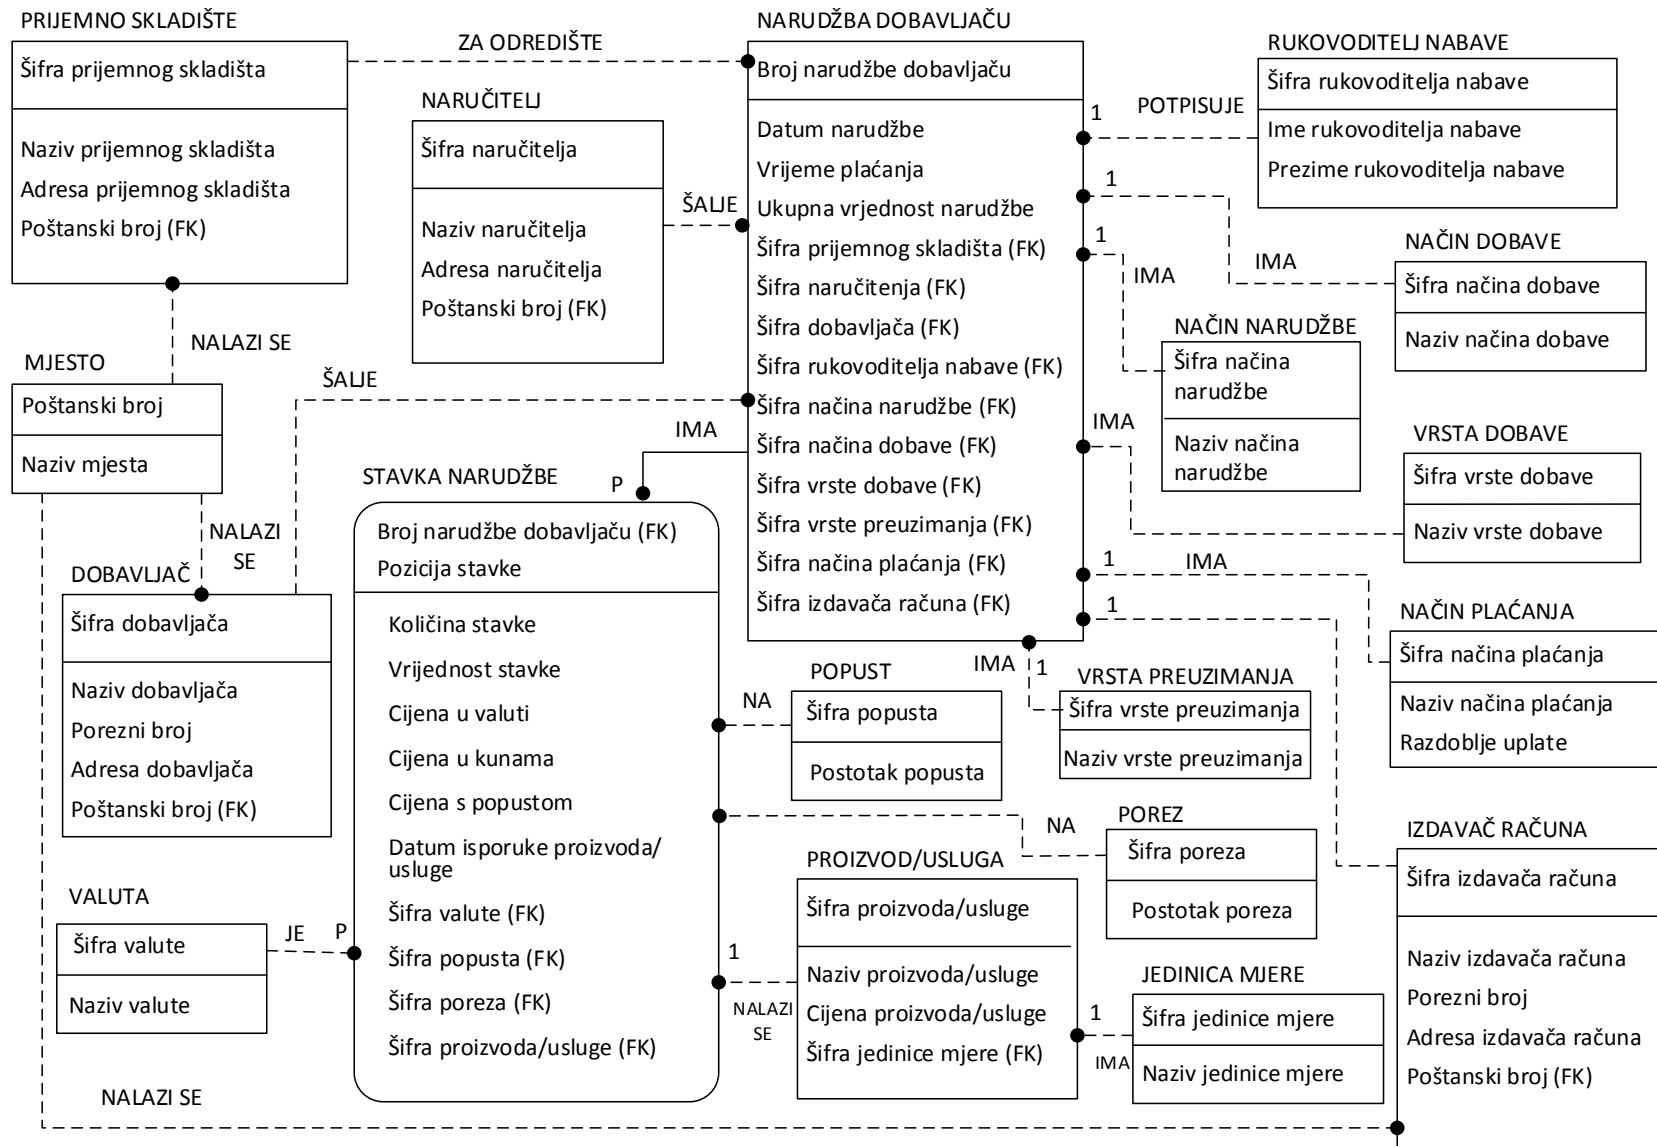 PRIJEMNO SKLADIŠTE
Šifra prijemnog skladišta
Naziv prijemnog skladišta
Adresa prijemnog skladišta
Poštanski broj (FK)
ZA ODREDIŠTE
NARUČITELJ
Šifra naručitelja
Naziv naručitelja
Adresa naručitelja
Poštanski broj (FK)
ŠALJE
NARUDŽBA DOBAVLJAČU
Broj narudžbe dobavljaču
Datum narudžbe
Vrijeme plaćanja
Ukupna vrjednost narudžbe
Šifra prijemnog skladišta (FK)
Šifra naručitenja (FK)
Šifra dobavljača (FK)
Šifra rukovoditelja nabave (FK)
Šifra načina narudžbe (FK)
Šifra načina dobave (FK)
Šifra vrste dobave (FK)
Šifra vrste preuzimanja (FK)
Šifra načina plaćanja (FK)
Šifra izdavača računa (FK)
1
POTPISUJE
RUKOVODITELJ NABAVE
Šifra rukovoditelja nabave
Ime rukovoditelja nabave
Prezime rukovoditelja nabave
1
IMA
NAČIN DOBAVE
Šifra načina dobave
Naziv načina dobave
1
IMA
NAČIN NARUDŽBE
Šifra načina
narudžbe
Naziv načina
narudžbe
IMA
VRSTA DOBAVE
Šifra vrste dobave
Naziv vrste dobave
1
IMA
NAČIN PLAĆANJA
Šifra načina plaćanja
Naziv načina plaćanja
Razdoblje uplate
1
IMA
1
VRSTA PREUZIMANJA
Šifra vrste preuzimanja
Naziv vrste preuzimanja
NALAZI SE
MJESTO
Poštanski broj
Naziv mjesta
ŠALJE
NALAZI
SE
DOBAVLJAČ
Šifra dobavljača
Naziv dobavljača
Porezni broj
Adresa dobavljača
Poštanski broj (FK)
IMA
P
STAVKA NARUDŽBE
Broj narudžbe dobavljaču (FK)
Pozicija stavke
Količina stavke
Vrijednost stavke
Cijena u valuti
Cijena u kunama
Cijena s popustom
Datum isporuke proizvoda/
usluge
Šifra valute (FK)
Šifra popusta (FK)
Šifra poreza (FK)
Šifra proizvoda/usluge (FK)
NA
POPUST
Šifra popusta
Postotak popusta
NA
POREZ
Šifra poreza
Postotak poreza
VALUTA
Šifra valute
Naziv valute
JE
P
1
NALAZI
SE
PROIZVOD/USLUGA
Šifra proizvoda/usluge
Naziv proizvoda/usluge
Cijena proizvoda/usluge
Šifra jedinice mjere (FK)
1
IMA
JEDINICA MJERE
Šifra jedinice mjere
Naziv jedinice mjere
IZDAVAČ RAČUNA
Šifra izdavača računa
Naziv izdavača računa
Porezni broj
Adresa izdavača računa
Poštanski broj (FK)
NALAZI SE